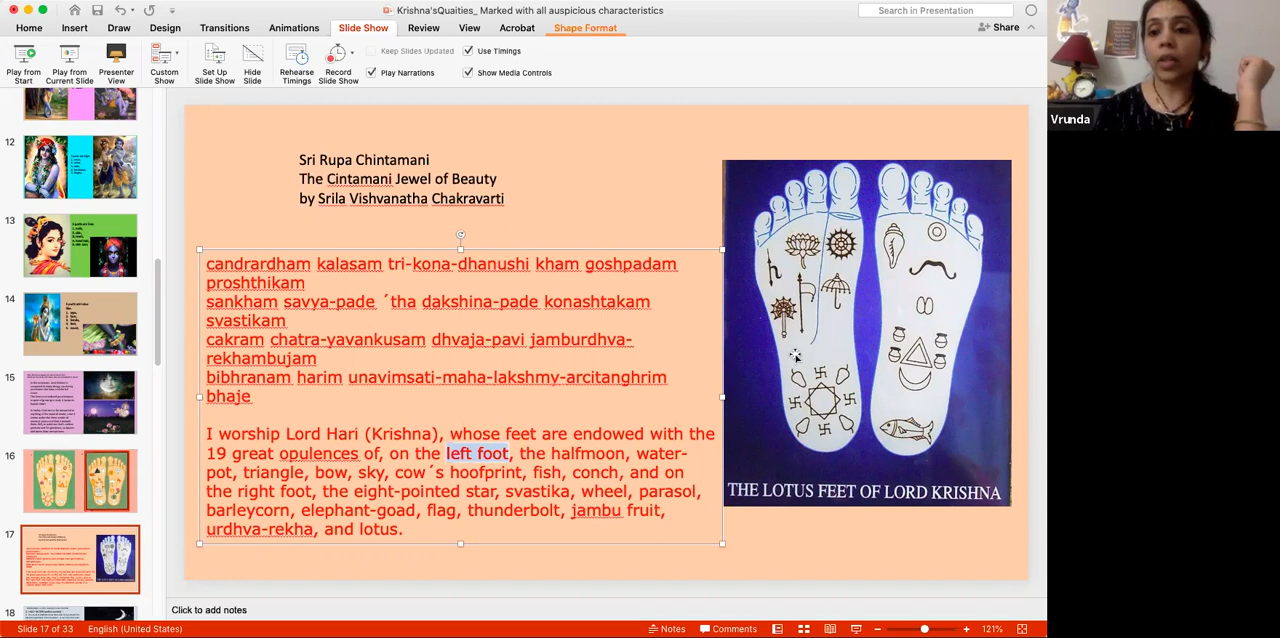 Krishna'sQuaities_ Marked with all auspicious characteristics
Search in Presentation
Home Insert Draw Design Transitions Animations Slide Show Review View Acrobat Shape Format
Share
Play from Start
Play from Current Slide
Presenter View
Custom Show
Set Up Slide Show
Hide Slide
Rehearse Timings
Record Slide Show
Keep Slides Updated
Use Timings
Play Narrations
Show Media Controls
Vrunda
12
13
14
15
16
17
18
Sri Rupa Chintamani
The Cintamani Jewel of Beauty
by Srila Vishvanatha Chakravarti
candrardham kalasam tri-kona-dhanushi kham goshpadam
proshthikam
sankham savya-pade ´tha dakshina-pade konashtakam
svastikam
cakram chatra-yavankusam dhvaja-pavi jamburdhva-
rekhambujam
bibhranam harim unavimsati-maha-lakshmy-arcitanghrim
bhaje
I worship Lord Hari (Krishna), whose feet are endowed with the
19 great opulences of, on the left foot, the halfmoon, water-
pot, triangle, bow, sky, cow´s hoofprint, fish, conch, and on
the right foot, the eight-pointed star, svastika, wheel, parasol,
barleycorn, elephant-goad, flag, thunderbolt, jambu fruit,
urdhva-rekha, and lotus.
THE LOTUS FEET OF LORD KRISHNA
Click to add notes
Slide 17 of 33 English (United States) Notes Comments 121%